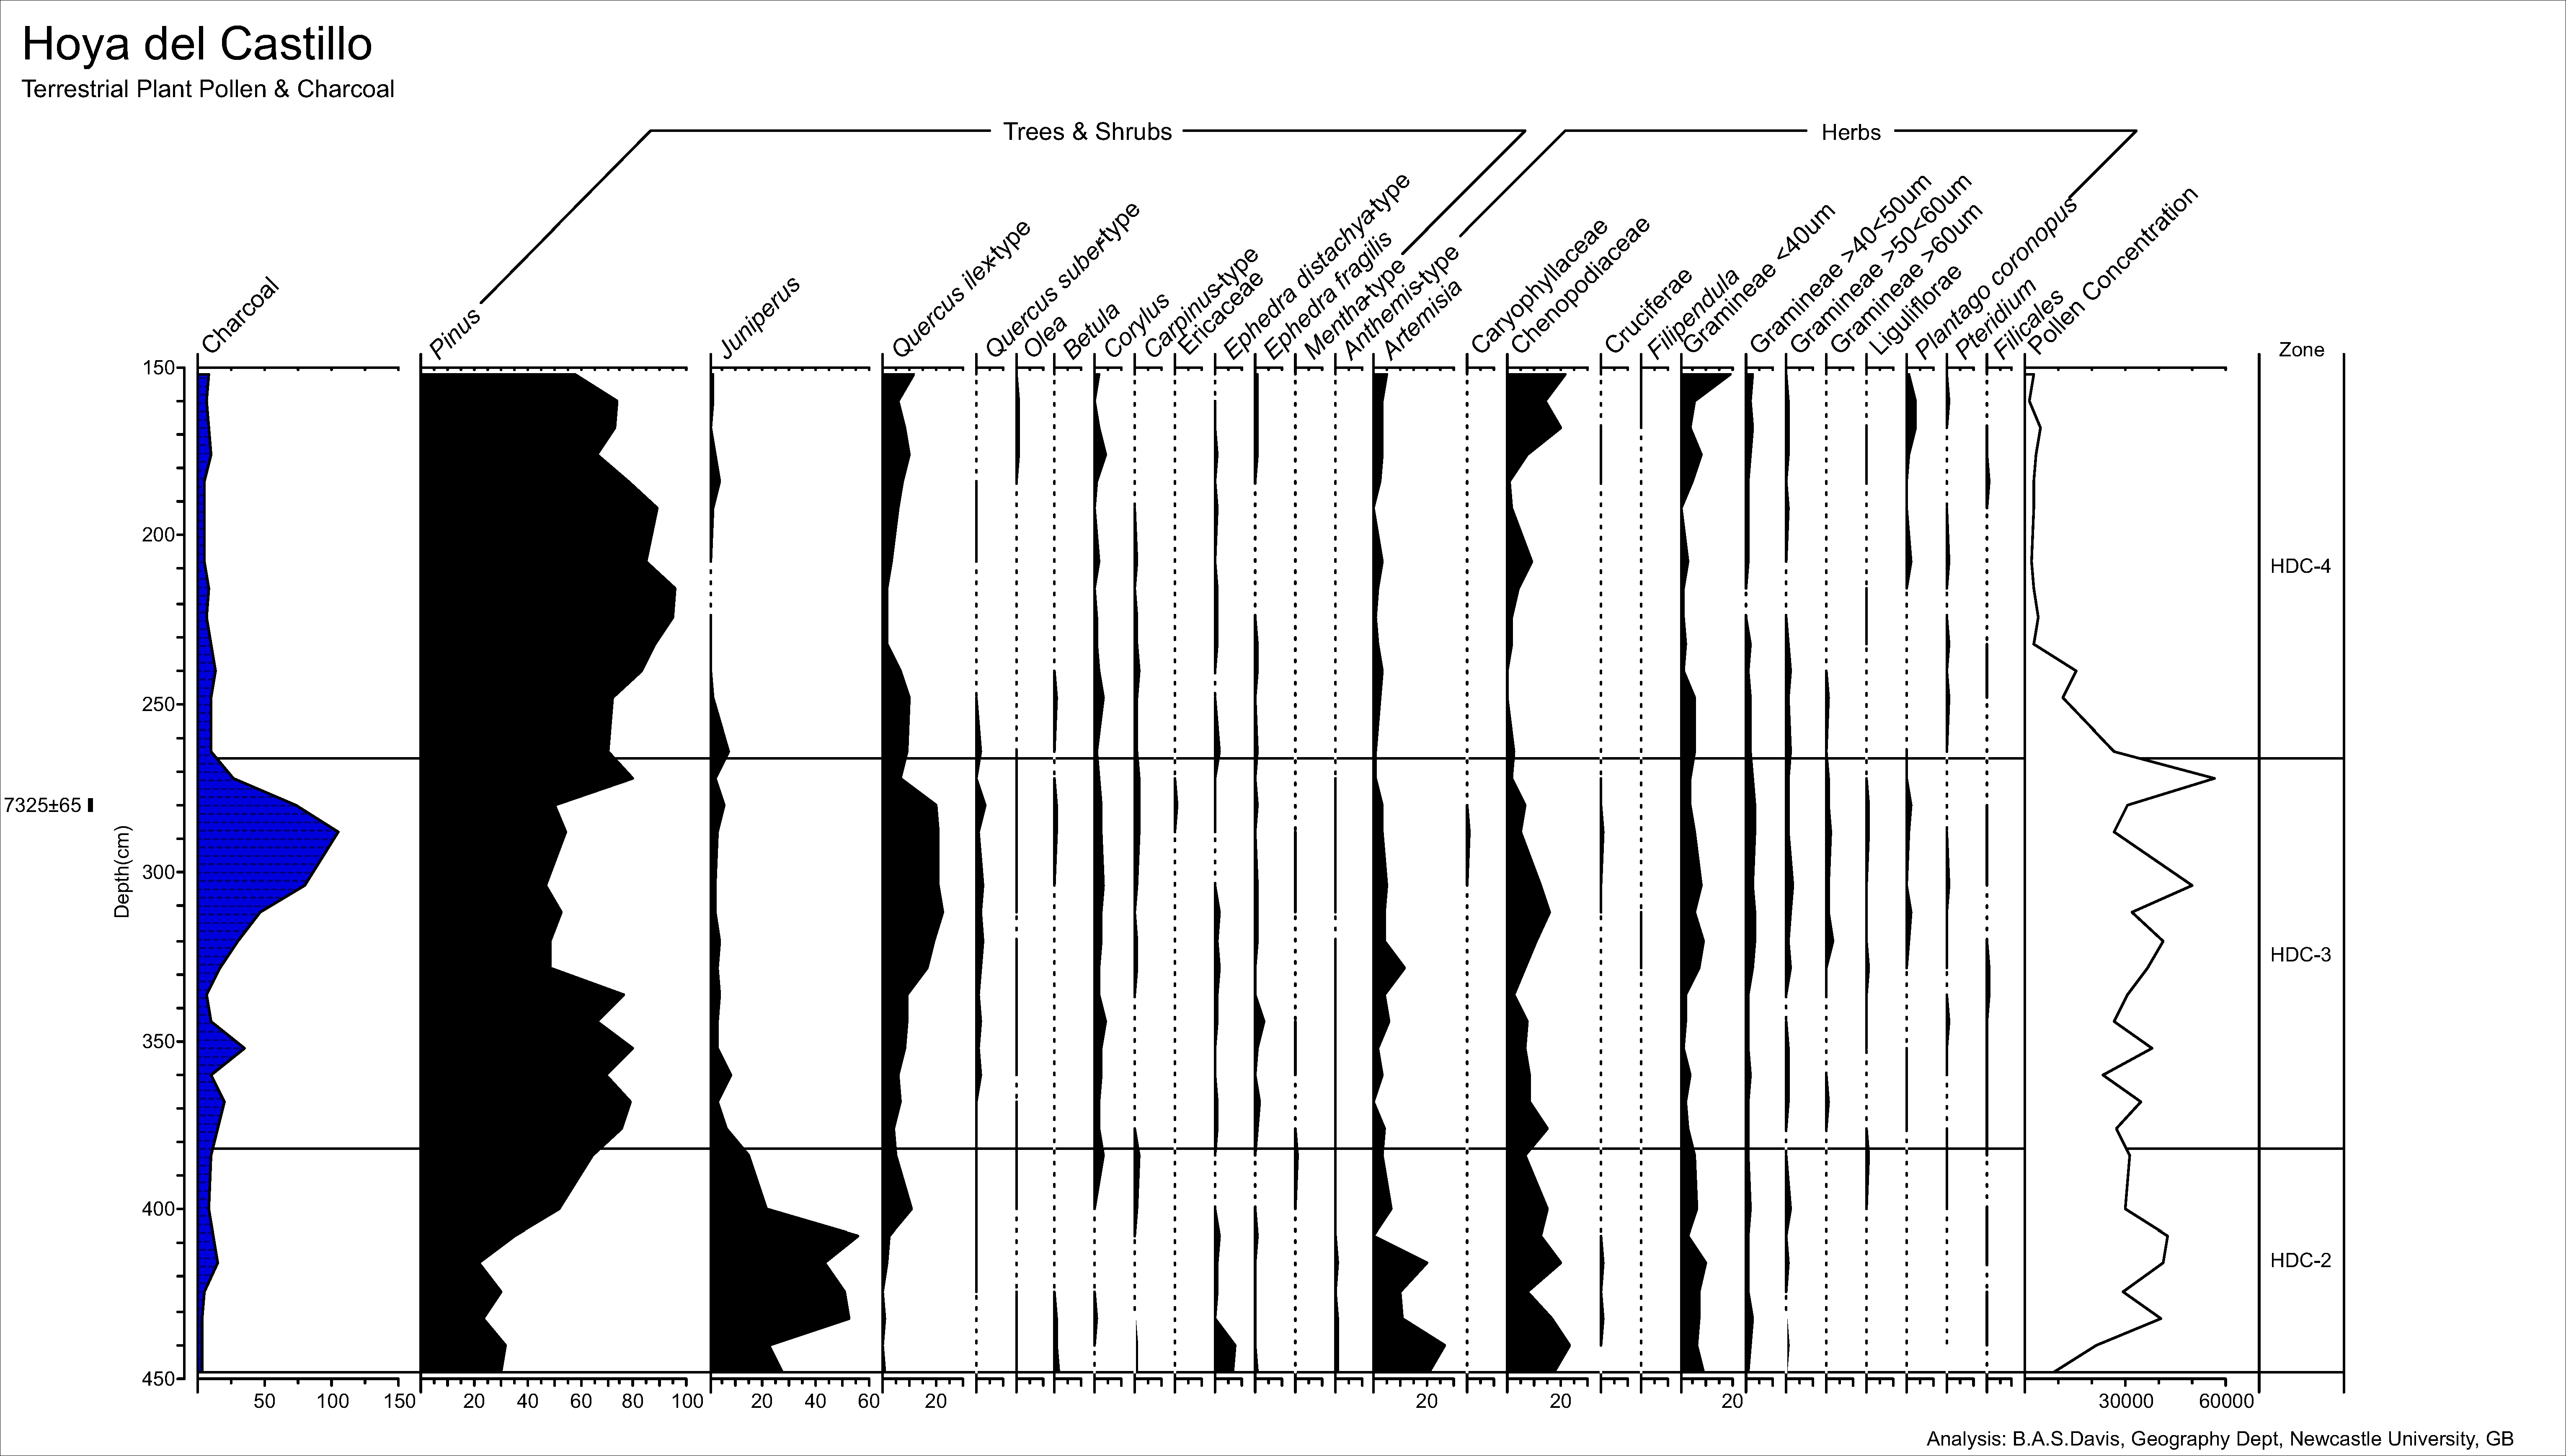 Hoya del Castillo
Terrestrial Plant Pollen & Charcoal
Trees & Shrubs
Herbs
Charcoal
Pinus
Juniperus
Quercus ilex-type
Quercus suber-type
Olea
Betula
Corylus
Carpinus-type
Ericaceae
Ephedra distachya-type
Ephedra fragilis
Mentha-type
Anthemis-type
Artemisia
Caryophyllaceae
Chenopodiaceae
Cruciferae
Filipendula
Gramineae <40um
Gramineae >40<50um
Gramineae >50<60um
Gramineae >60um
Liguliflorae
Plantago coronopus
Pteridium
Filicales
Pollen Concentration
Zone
150
200
HDC-4
250
7325±65
Depth(cm)
300
HDC-3
350
400
HDC-2
450
50 100 150 20 40 60 80 100 20 40 60 20 20 20 20 30000 60000
Analysis: B.A.S.Davis, Geography Dept, Newcastle University, GB